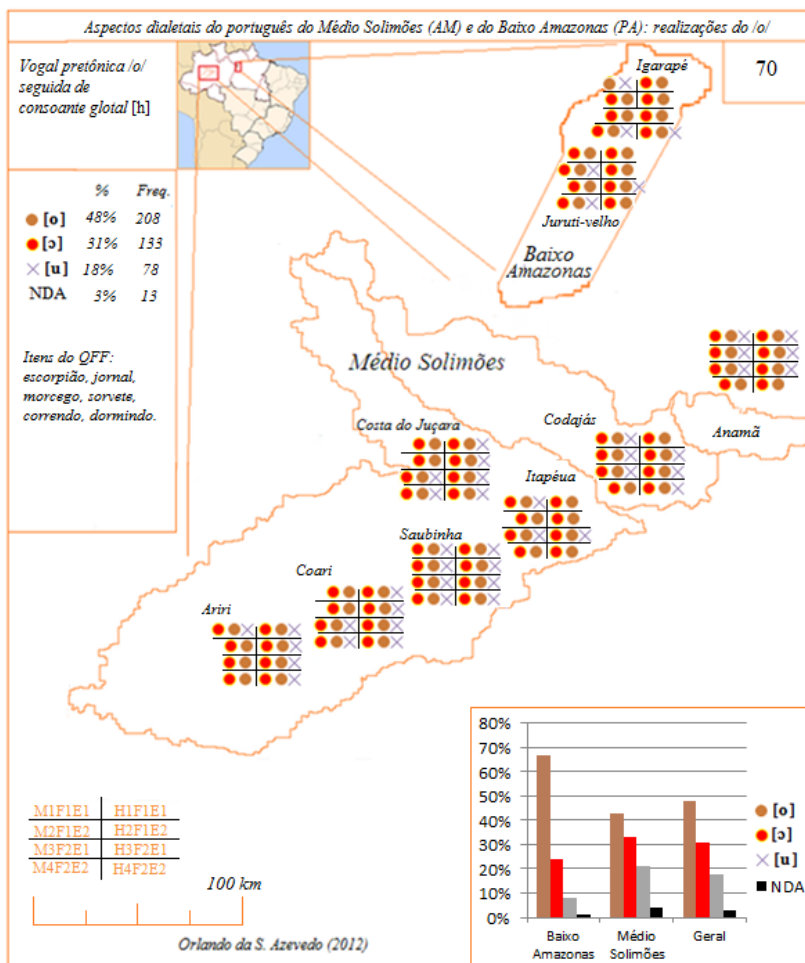 Aspectos dialetais do português do Médio Solimões (AM) e do Baixo Amazonas (PA): realizações do /o/
Vogal pretônica /o/
seguida de
consoante glotal [h]
70
% Freq.
[o] 48% 208
[ɔ] 31% 133
[u] 18% 78
NDA 3% 13
Itens do QFF:
escorpião, jornal,
morcego, sorvete,
correndo, dormindo.
Igarapé
Juruti-velho
Baixo
Amazonas
Médio Solimões
Costa do Juçara
Codajás
Anamã
Itapéua
Saubinha
Coari
Ariri
M1F1E1 H1F1E1
M2F1E2 H2F1E2
M3F2E1 H3F2E1
M4F2E2 H4F2E2
100 km
Orlando da S. Azevedo (2012)
80%
70%
60%
50%
40%
30%
20%
10%
0%
Baixo
Amazonas
Médio
Solimões
Geral
[o]
[ɔ]
[u]
NDA